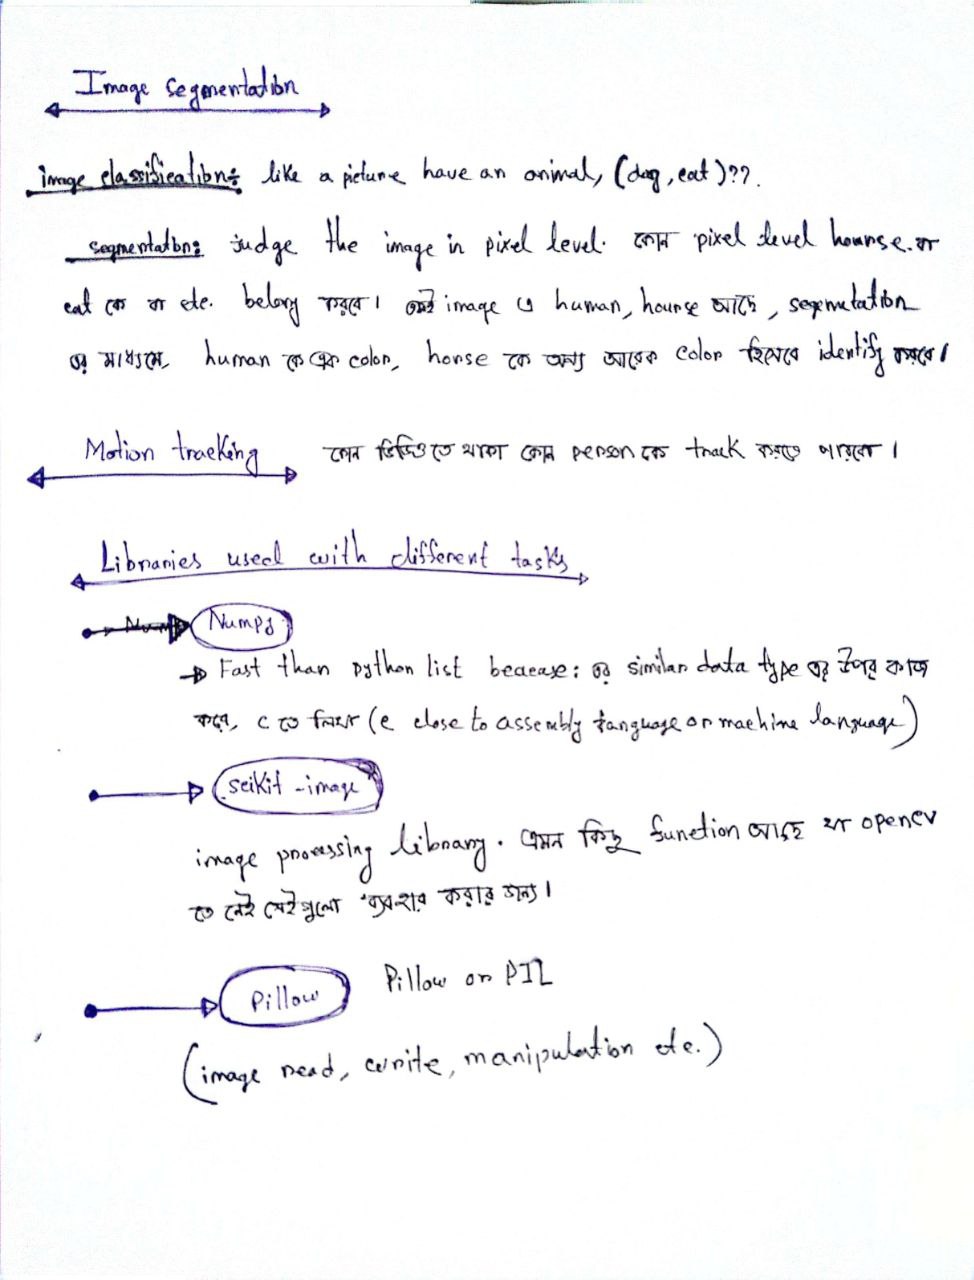 Image segmentation
image classification: like a picture have an animal, (dog, cat)??.
segmentation: judge the image in pixel level. কোন pixel level hounse. বা
cat কে বা etc. belong করবে। image এ human, hounse আছে, segemutation
এর মাধ্যমে, human কে এক color, horse কে অন্য আরেক color হিসেবে identify করবে।
Motion tracking কোন ভিডিওতে থাকা কোন person কে track করতে পারবো।
Libraries used with different tasks
Numpy
Fast than python list because: এর similar data type এর উপর কাজ
করে, C তে লিখা (c close to assembly language or machine language)
scikit-image
image processing library. এমন কিছু function আছে যা opencv
তে নেই সেইগুলো ব্যবহার করার জন্য।
Pillow Pillow or PIL
(image read, write, manipulation etc.)